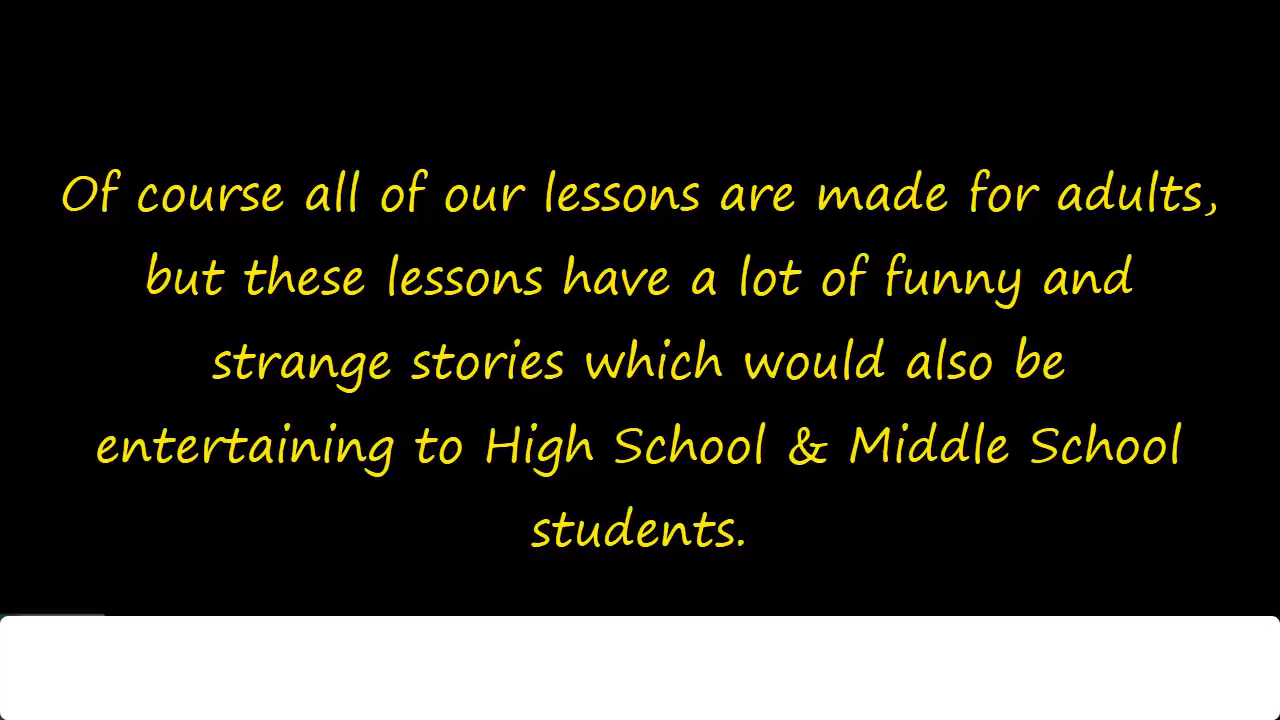 Of course all of our lessons are made for adults,
but these lessons have a lot of funny and
strange stories which would also be
entertaining to High School & Middle School
students.